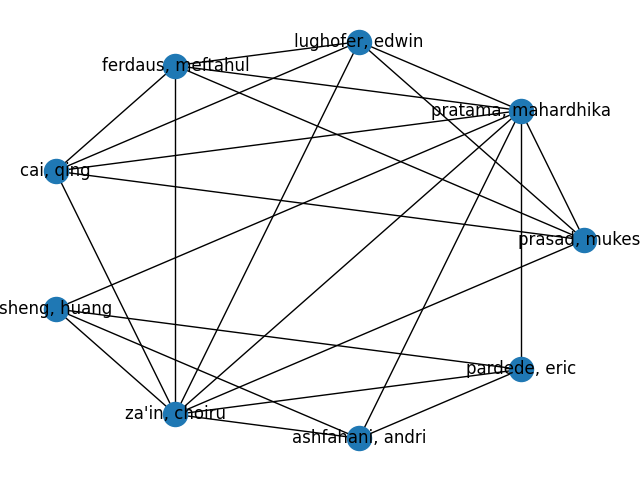 lughofer, edwin
ferdaus, meftahul
pratama, mahardhika
cai, qing
prasad, mukes
sheng, huang
pardede, eric
za'in, choiru
ashfahani, andri